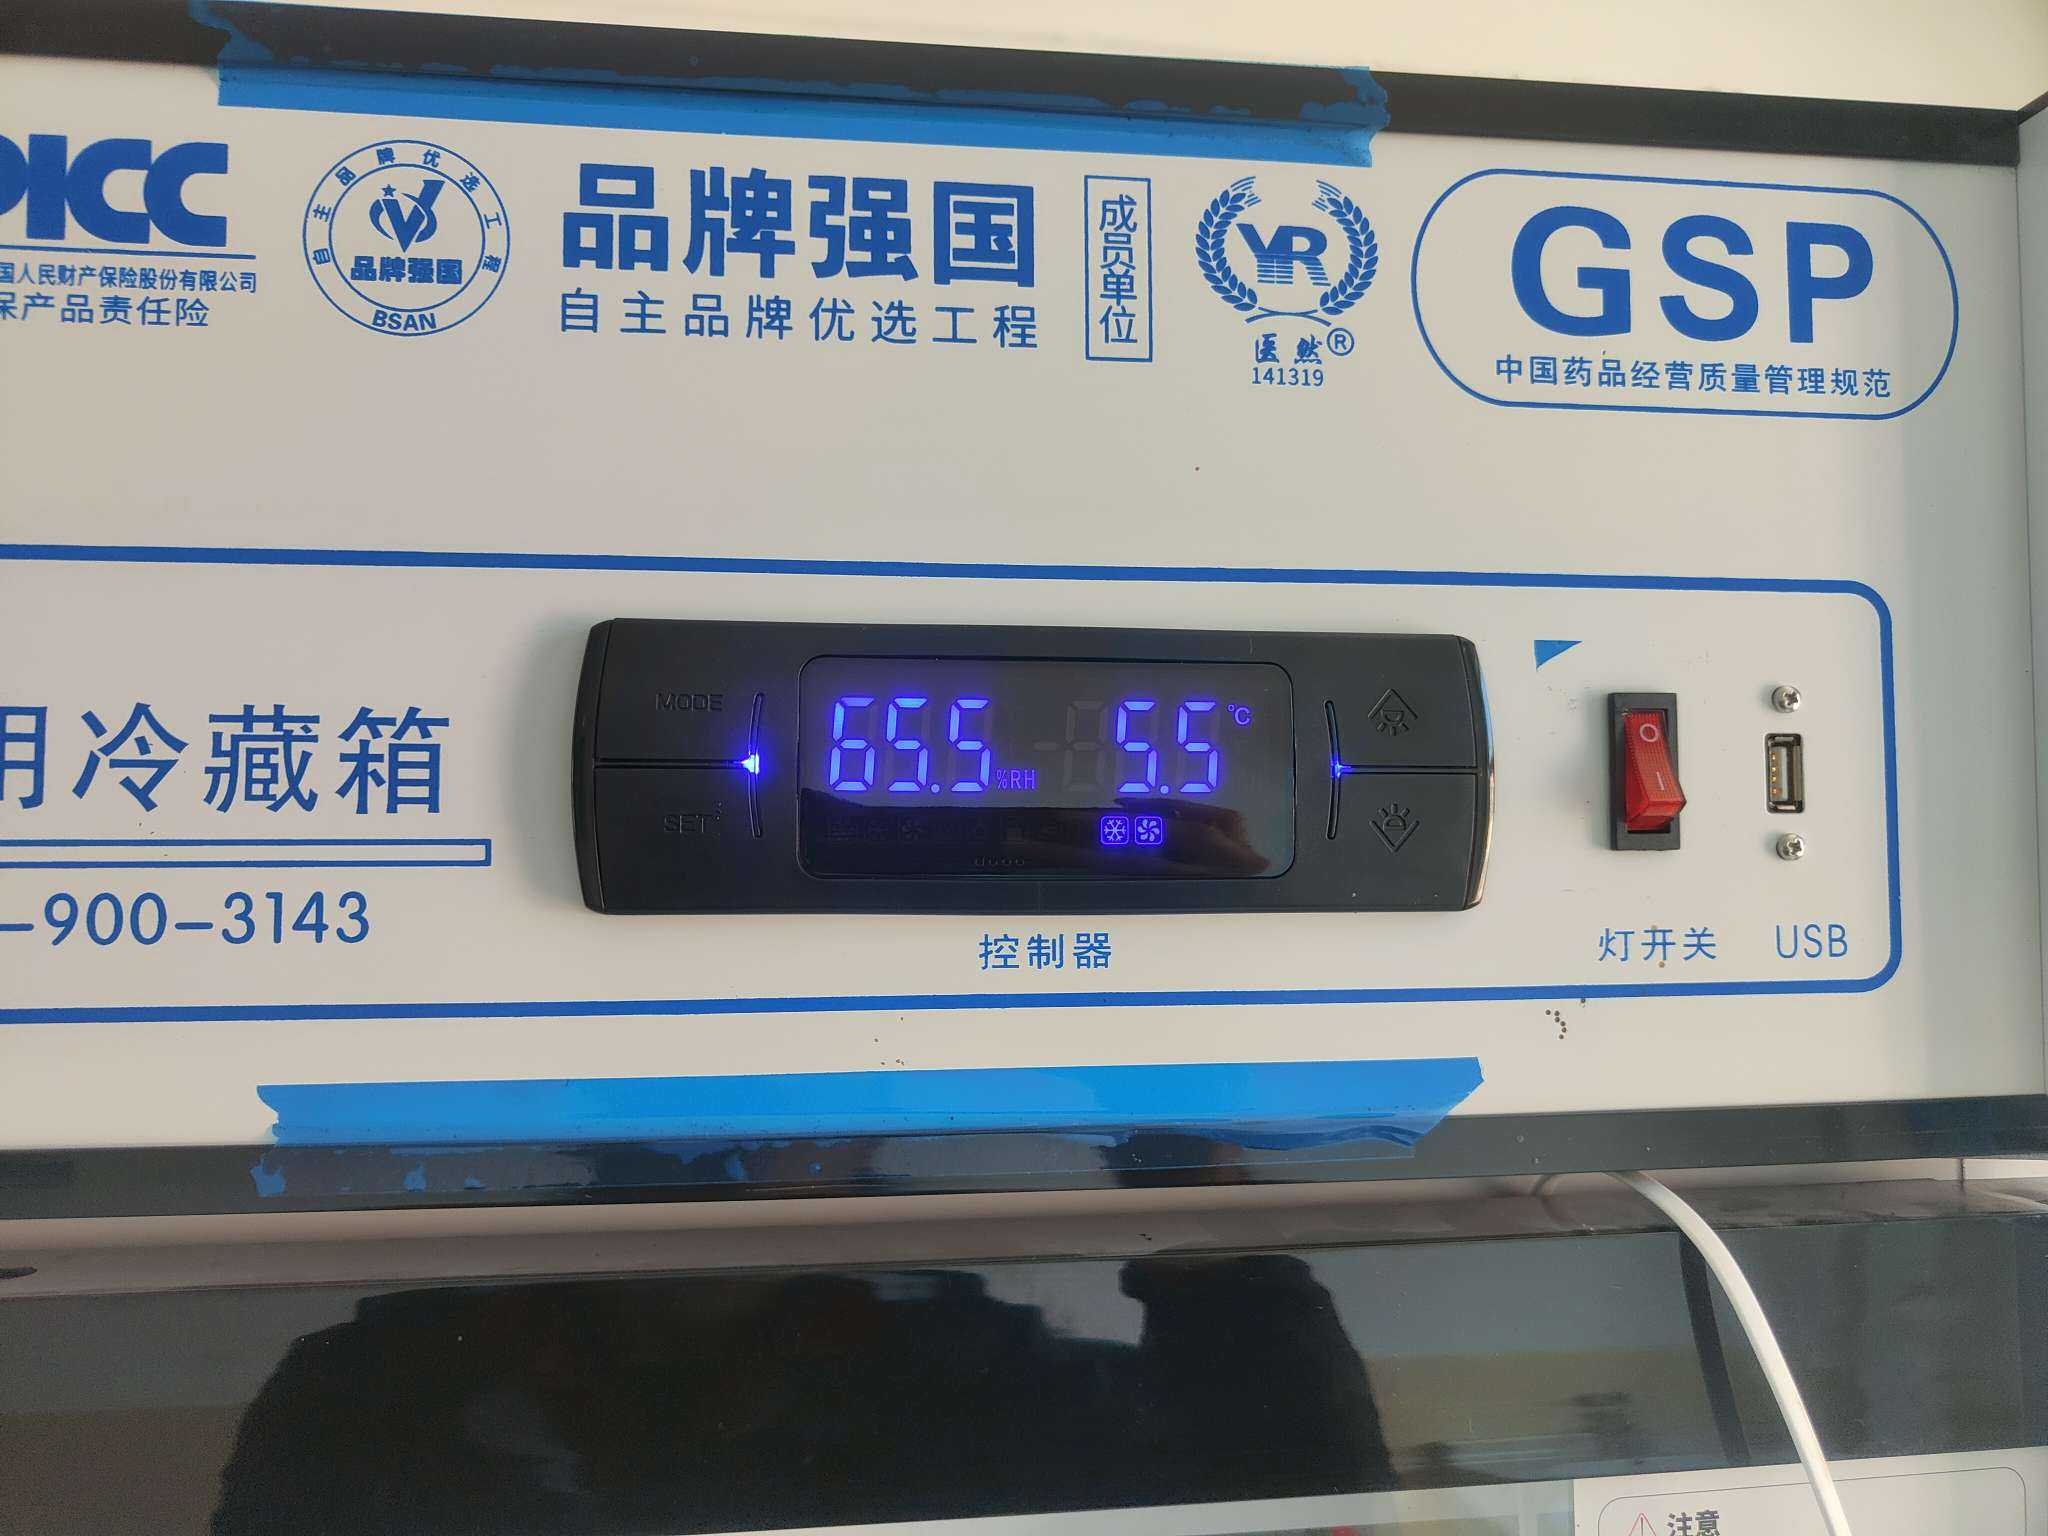 PICC
国人民财产保险股份有限公司
保产品责任险
自主品牌优选工程
品牌强国
BSAN
品牌强国
自主品牌优选工程
成员单位
YR
医然®
141319
GSP
中国药品经营质量管理规范
用冷藏箱
-900-3143
MODE
SET
65.5 %RH
5.5 °C
控制器
灯开关
USB
注意